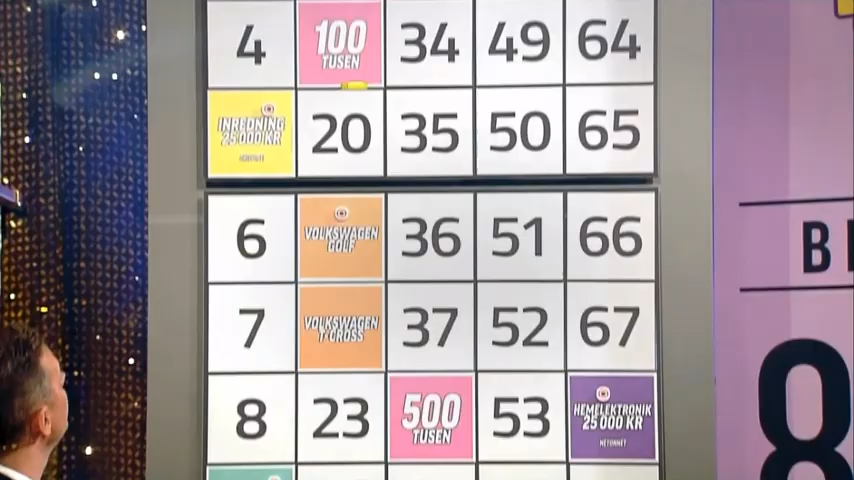 4 100 34 49 64
TUSEN
INREDNING 20 35 50 65
25 000 KR
6 VOLKSWAGEN 36 51 66
GOLF
7 VOLKSWAGEN 37 52 67
T-CROSS
8 23 500 53 HEMELEKTRONIK
TUSEN 25 000 KR
NETONNET
B
8